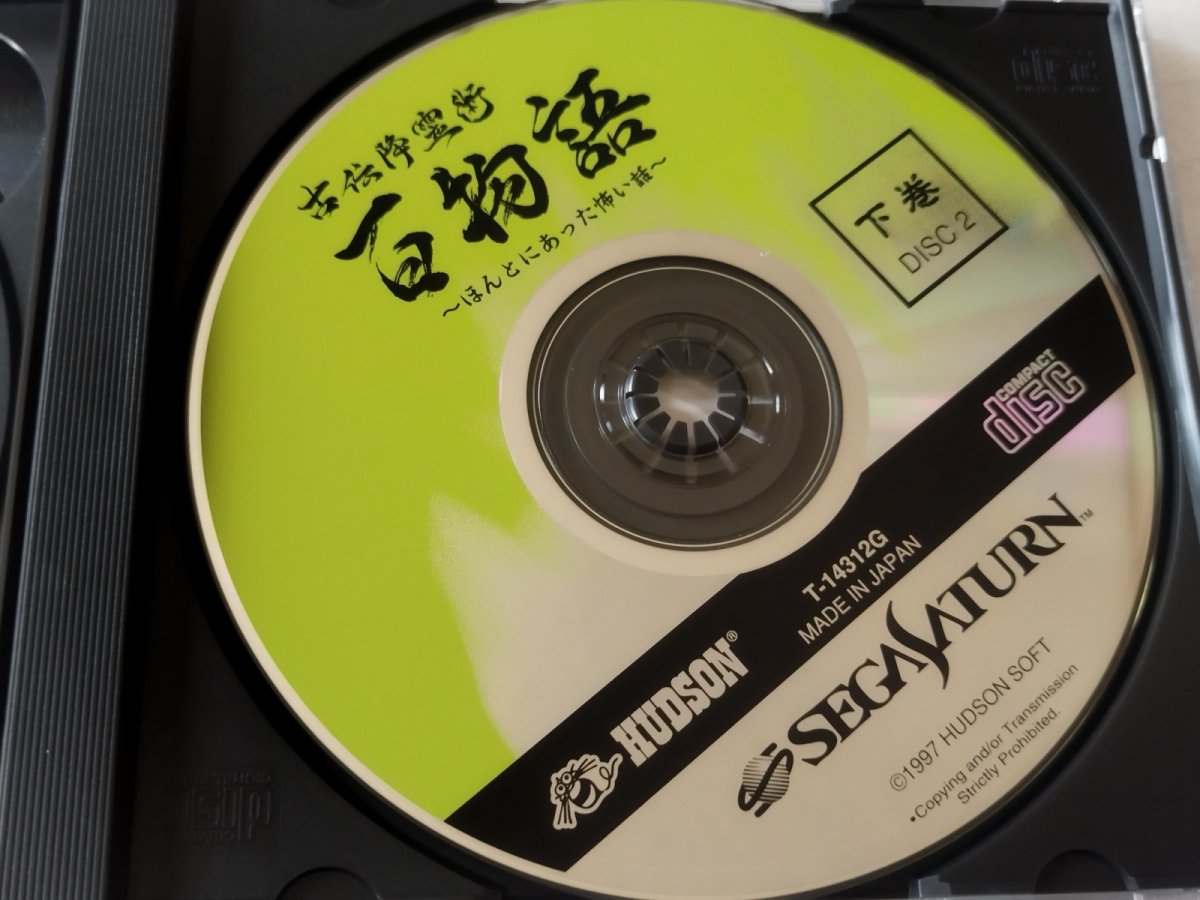 古伝降霊術
百物語
～ほんとにあった怖い話～
下巻
DISC 2
COMPACT
disc
T-14312G
MADE IN JAPAN
HUDSON®
SEGA SATURN™
©1997 HUDSON SOFT
•Copying and/or Transmission
Strictly Prohibited.